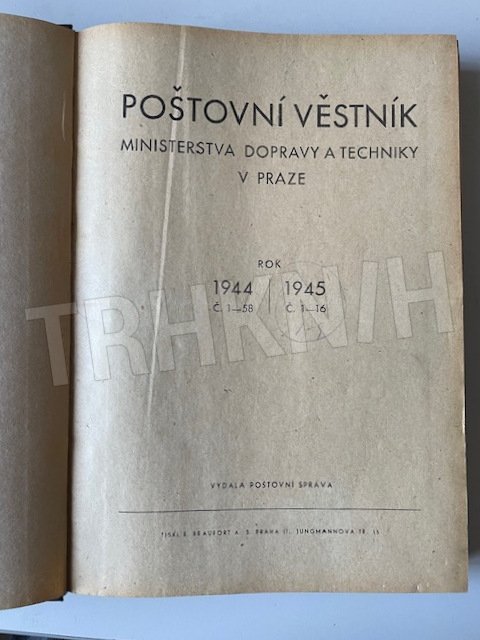 POŠTOVNÍ VĚSTNÍK
MINISTERSTVA DOPRAVY A TECHNIKY
V PRAZE
ROK
1944 1945
Č. 1—58 Č. 1—16
TRHKNIH
VYDALA POŠTOVNÍ SPRÁVA
TISKL E. BEAUFORT A. S. PRAHA II, JUNGMANNOVA TŘ. 15